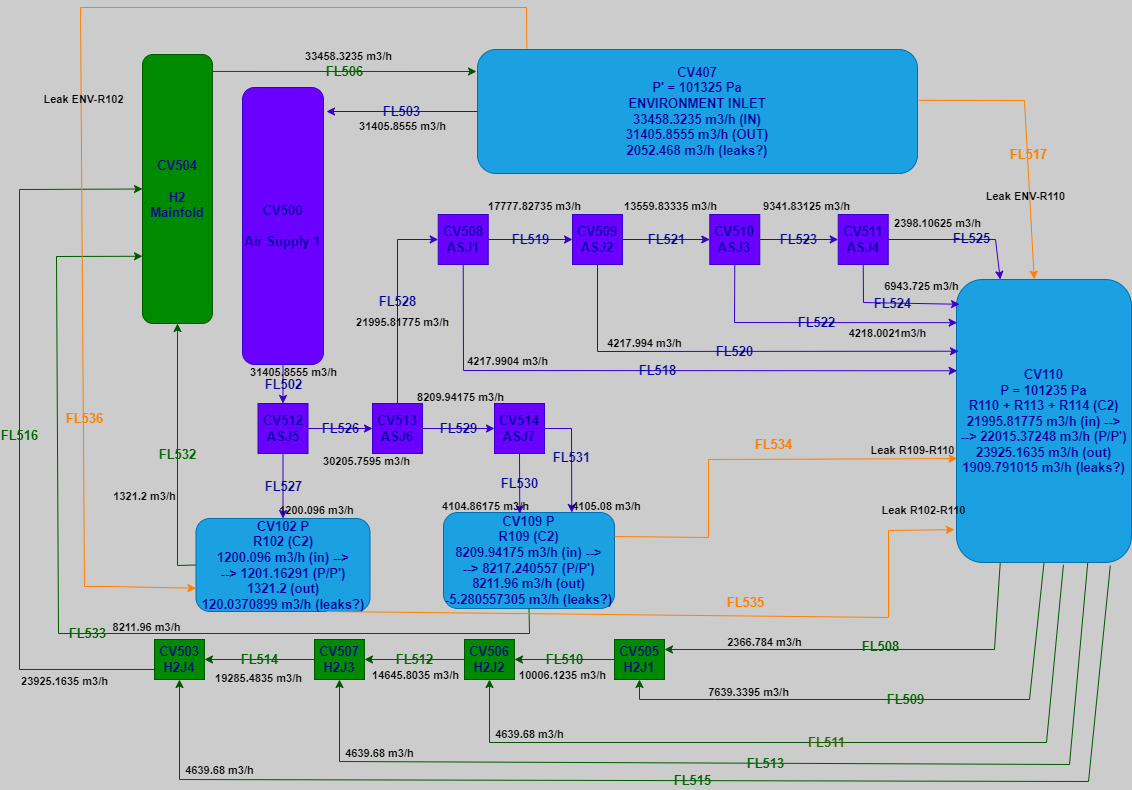 33458.3235 m3/h
FL506
Leak ENV-R102
CV407
P' = 101325 Pa
ENVIRONMENT INLET
33458.3235 m3/h (IN)
31405.8555 m3/h (OUT)
2052.468 m3/h (leaks?)
FL503
31405.8555 m3/h
FL517
Leak ENV-R110
CV504
H2
Mainfold
CV500
Air Supply 1
17777.82735 m3/h
13559.83335 m3/h
9341.83125 m3/h
2398.10625 m3/h
CV508
ASJ1
FL519
CV509
ASJ2
FL521
CV510
ASJ3
FL523
CV511
ASJ4
FL525
6943.725 m3/h
FL524
FL528
21995.81775 m3/h
FL522
4218.0021m3/h
4217.994 m3/h
FL520
4217.9904 m3/h
FL518
31405.8555 m3/h
FL502
8209.94175 m3/h
CV110
P = 101235 Pa
R110 + R113 + R114 (C2)
21995.81775 m3/h (in) -->
--> 22015.37248 m3/h (P/P')
23925.1635 m3/h (out)
1909.791015 m3/h (leaks?)
FL536
FL516
CV512
ASJ5
FL526
CV513
ASJ6
FL529
CV514
ASJ7
30205.7595 m3/h
FL532
FL531
FL534
Leak R109-R110
FL527
FL530
1321.2 m3/h
1200.096 m3/h
4104.86175 m3/h
4105.08 m3/h
Leak R102-R110
CV102 P
R102 (C2)
1200.096 m3/h (in) -->
--> 1201.16291 (P/P')
1321.2 (out)
120.0370899 m3/h (leaks?)
CV109 P
R109 (C2)
8209.94175 m3/h (in) -->
--> 8217.240557 (P/P')
8211.96 m3/h (out)
-5.280557305 m3/h (leaks?)
FL535
FL533
8211.96 m3/h
CV503
H2J4
FL514
CV507
H2J3
FL512
CV506
H2J2
FL510
CV505
H2J1
2366.784 m3/h
FL508
23925.1635 m3/h
19285.4835 m3/h
14645.8035 m3/h
10006.1235 m3/h
7639.3395 m3/h
FL509
4639.68 m3/h
FL511
4639.68 m3/h
FL513
4639.68 m3/h
FL515